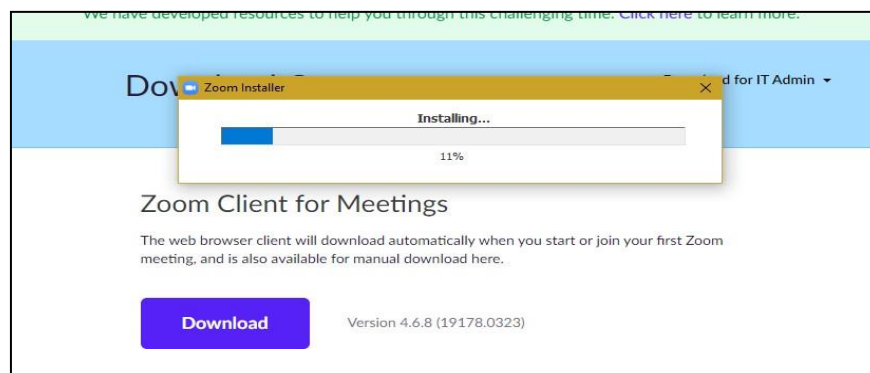 We have developed resources to help you through this challenging time. Click here to learn more.
Zoom Installer
for IT Admin
Installing...
11%
Zoom Client for Meetings
The web browser client will download automatically when you start or join your first Zoom
meeting, and is also available for manual download here.
Download
Version 4.6.8 (19178.0323)